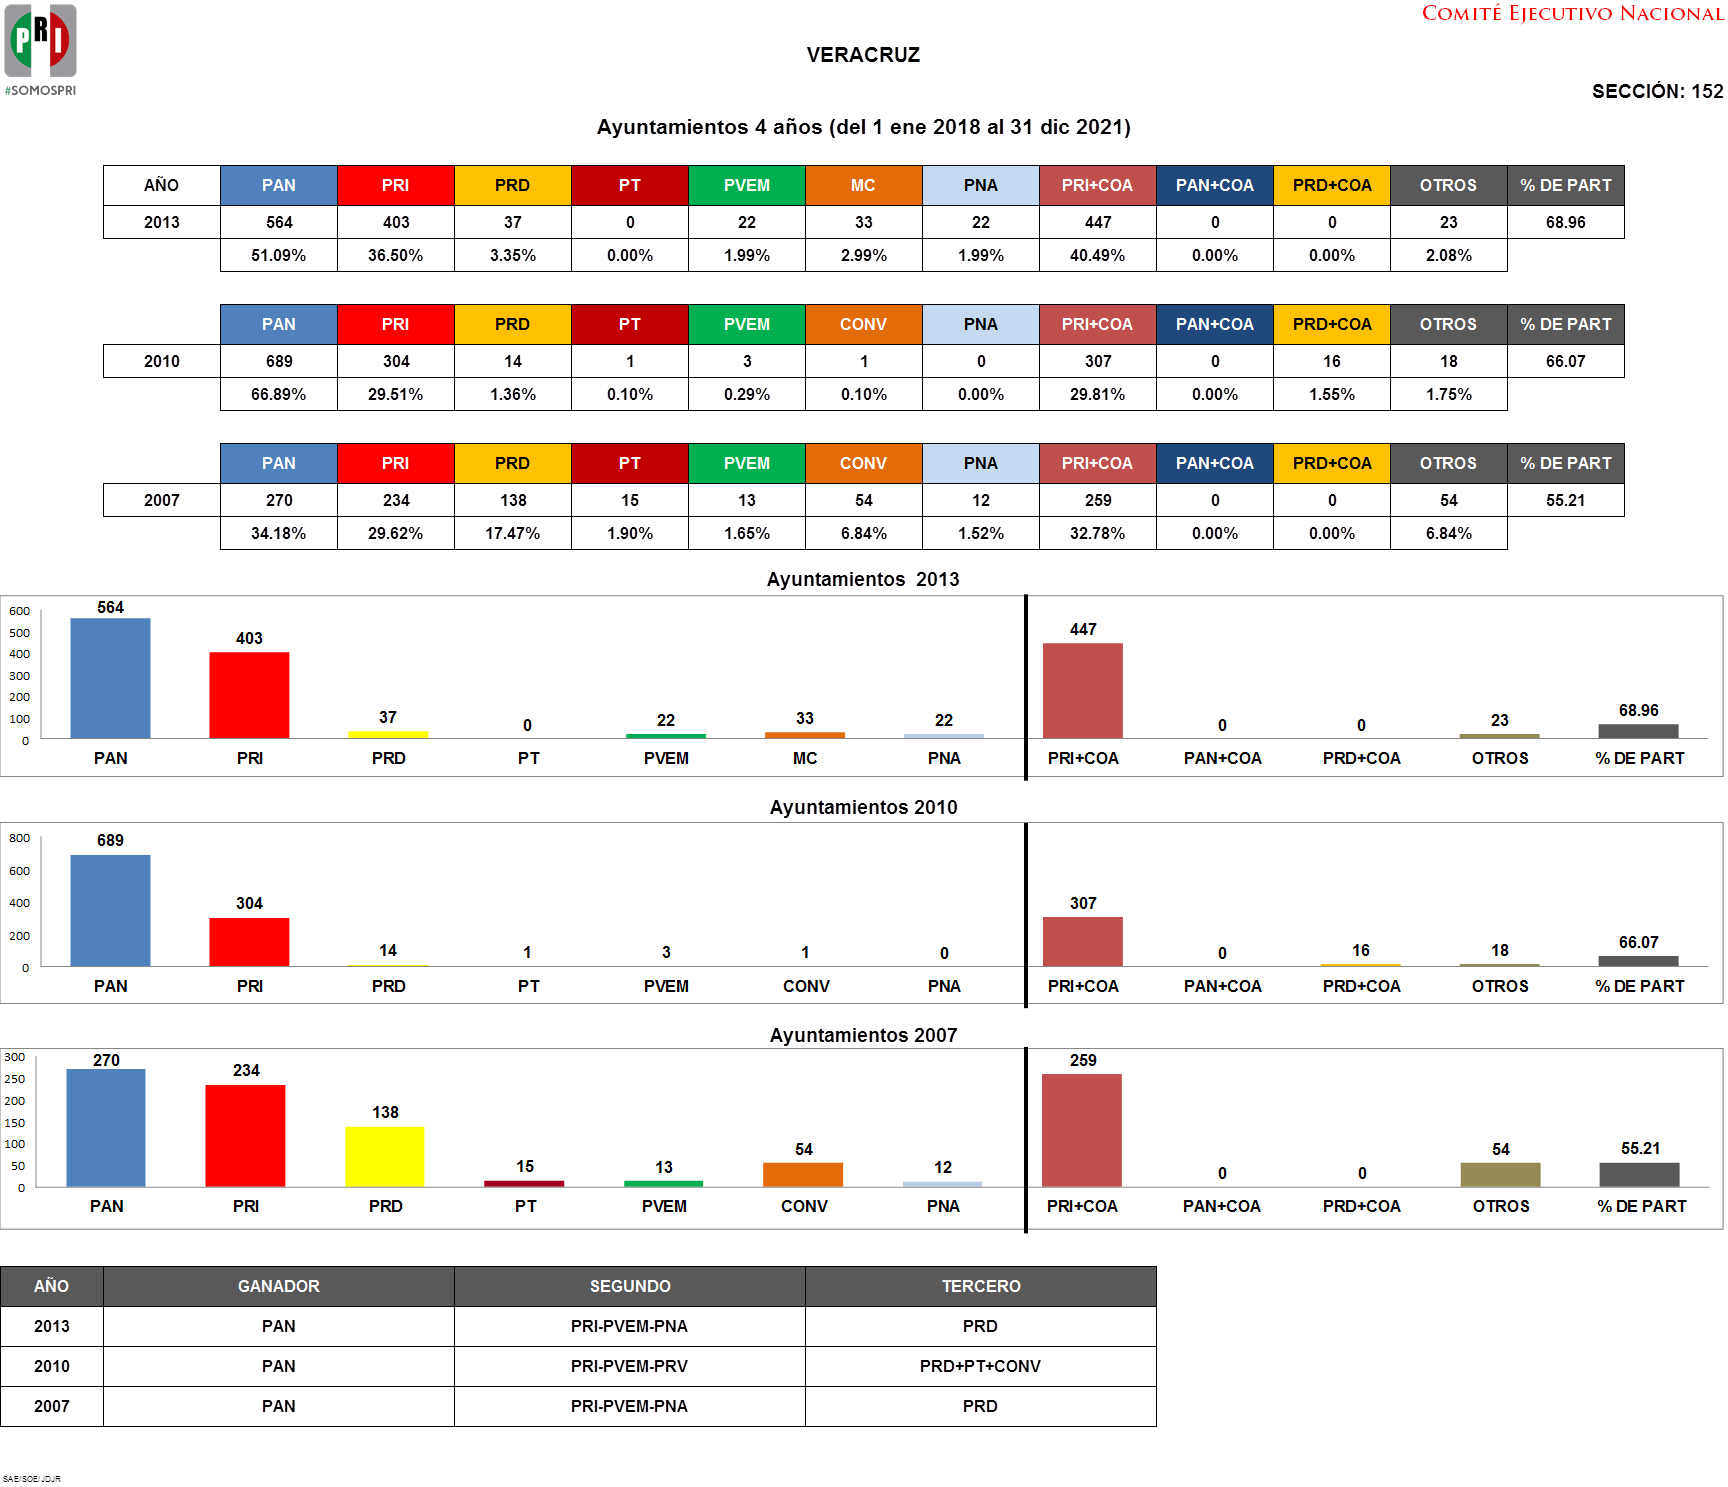 PRI
#SOMOSPRI
COMITÉ EJECUTIVO NACIONAL
VERACRUZ
SECCIÓN: 152
Ayuntamientos 4 años (del 1 ene 2018 al 31 dic 2021)
AÑO PAN PRI PRD PT PVEM MC PNA PRI+COA PAN+COA PRD+COA OTROS % DE PART
2013 564 403 37 0 22 33 22 447 0 0 23 68.96
51.09% 36.50% 3.35% 0.00% 1.99% 2.99% 1.99% 40.49% 0.00% 0.00% 2.08%
PAN PRI PRD PT PVEM CONV PNA PRI+COA PAN+COA PRD+COA OTROS % DE PART
2010 689 304 14 1 3 1 0 307 0 16 18 66.07
66.89% 29.51% 1.36% 0.10% 0.29% 0.10% 0.00% 29.81% 0.00% 1.55% 1.75%
PAN PRI PRD PT PVEM CONV PNA PRI+COA PAN+COA PRD+COA OTROS % DE PART
2007 270 234 138 15 13 54 12 259 0 0 54 55.21
34.18% 29.62% 17.47% 1.90% 1.65% 6.84% 1.52% 32.78% 0.00% 0.00% 6.84%
Ayuntamientos 2013
600
500
400
300
200
100
0
564 403 37 0 22 33 22 447 0 0 23 68.96
PAN PRI PRD PT PVEM MC PNA PRI+COA PAN+COA PRD+COA OTROS % DE PART
Ayuntamientos 2010
800
600
400
200
0
689 304 14 1 3 1 0 307 0 16 18 66.07
PAN PRI PRD PT PVEM CONV PNA PRI+COA PAN+COA PRD+COA OTROS % DE PART
Ayuntamientos 2007
300
250
200
150
100
50
0
270 234 138 15 13 54 12 259 0 0 54 55.21
PAN PRI PRD PT PVEM CONV PNA PRI+COA PAN+COA PRD+COA OTROS % DE PART
AÑO GANADOR SEGUNDO TERCERO
2013 PAN PRI-PVEM-PNA PRD
2010 PAN PRI-PVEM-PRV PRD+PT+CONV
2007 PAN PRI-PVEM-PNA PRD
SAE/SOE/JDJR